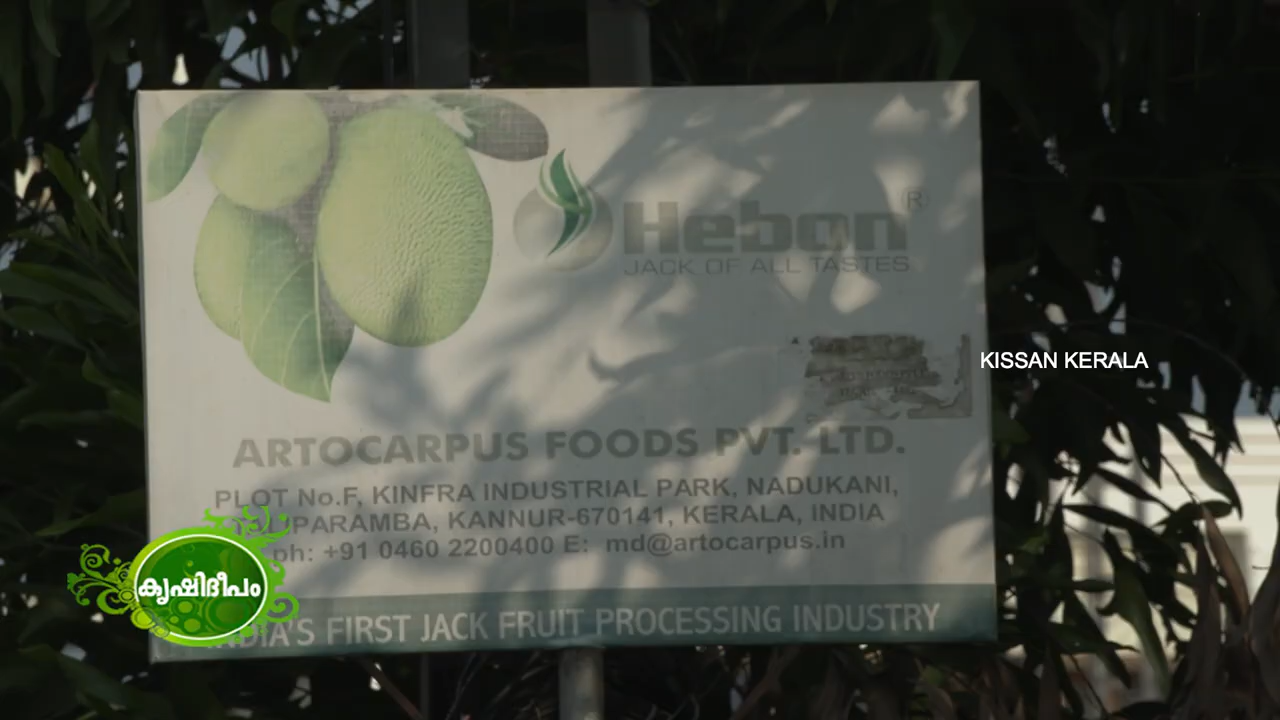 Hebon ®
JACK OF ALL TASTES
KISSAN KERALA
ARTOCARPUS FOODS PVT. LTD.
PLOT No.F, KINFRA INDUSTRIAL PARK, NADUKANI,
PARAMBA, KANNUR-670141, KERALA, INDIA
ph: +91 0460 2200400 E: md@artocarpus.in
കൃഷിദീപം
INDIA'S FIRST JACK FRUIT PROCESSING INDUSTRY